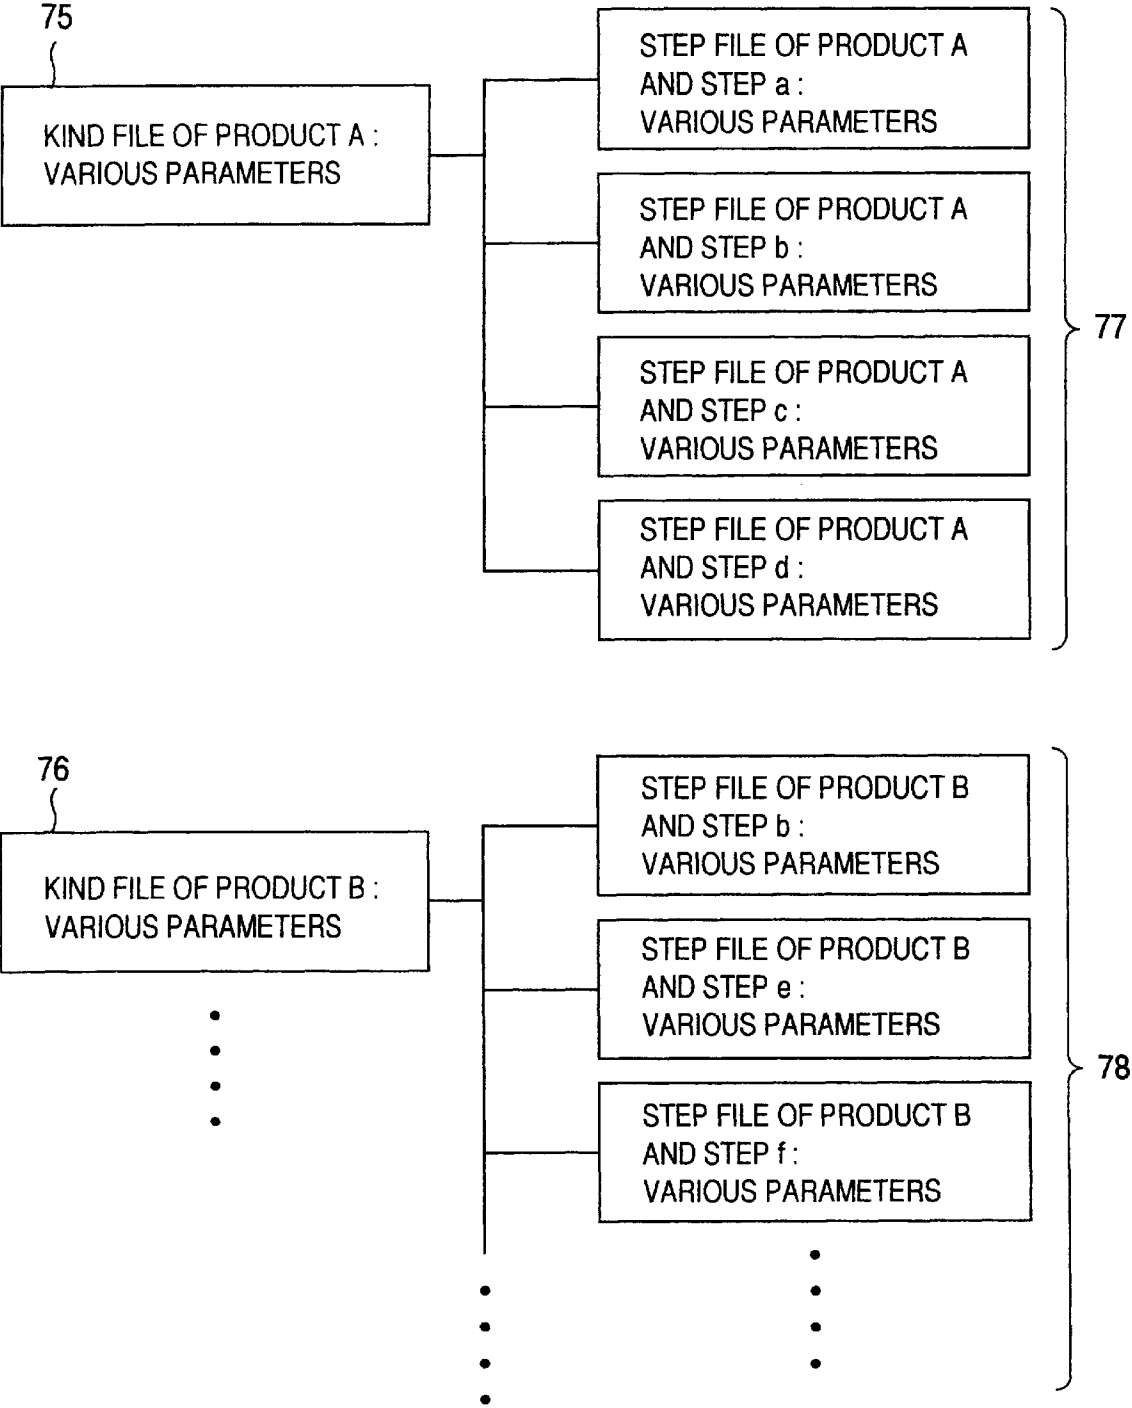 75
KIND FILE OF PRODUCT A :
VARIOUS PARAMETERS
STEP FILE OF PRODUCT A
AND STEP a :
VARIOUS PARAMETERS
STEP FILE OF PRODUCT A
AND STEP b :
VARIOUS PARAMETERS
STEP FILE OF PRODUCT A
AND STEP c :
VARIOUS PARAMETERS
STEP FILE OF PRODUCT A
AND STEP d :
VARIOUS PARAMETERS
77
76
KIND FILE OF PRODUCT B :
VARIOUS PARAMETERS
STEP FILE OF PRODUCT B
AND STEP b :
VARIOUS PARAMETERS
STEP FILE OF PRODUCT B
AND STEP e :
VARIOUS PARAMETERS
STEP FILE OF PRODUCT B
AND STEP f :
VARIOUS PARAMETERS
78